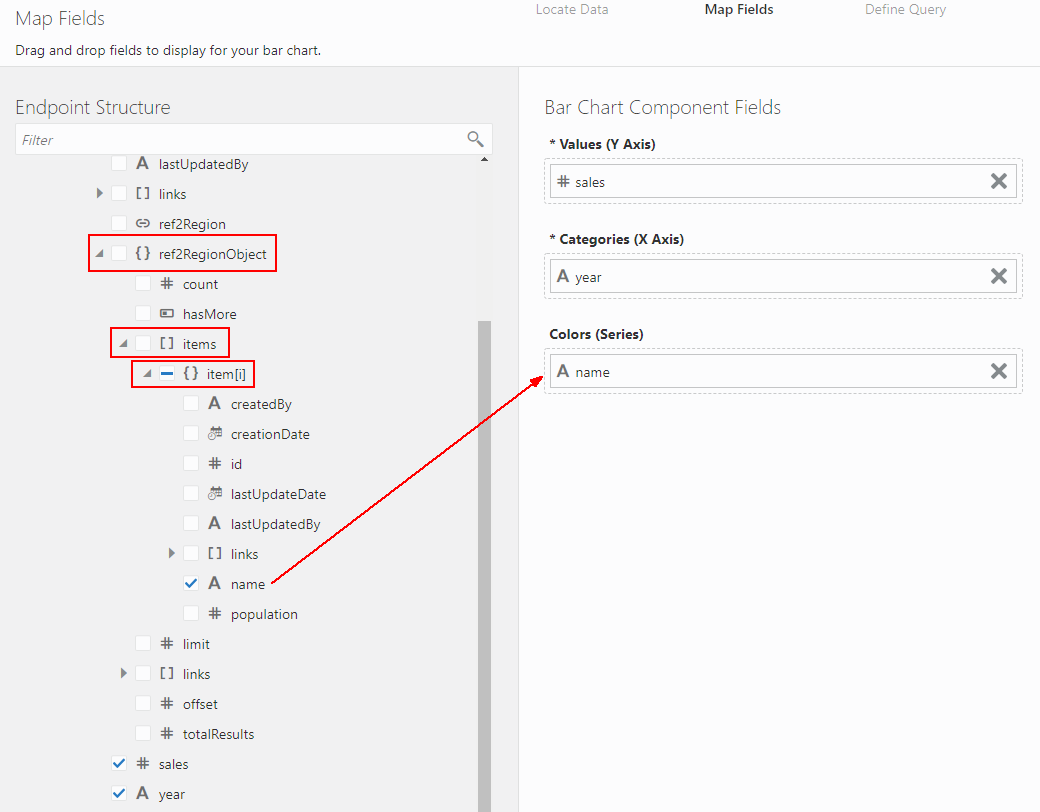 Map Fields
Locate Data
Map Fields
Define Query
Drag and drop fields to display for your bar chart.
Endpoint Structure
Filter
A lastUpdatedBy
[ ] links
ref2Region
{ } ref2RegionObject
# count
hasMore
[ ] items
{ } item[i]
A createdBy
creationDate
# id
lastUpdateDate
A lastUpdatedBy
[ ] links
A name
# population
# limit
[ ] links
# offset
# totalResults
# sales
A year
Bar Chart Component Fields
* Values (Y Axis)
# sales
* Categories (X Axis)
A year
Colors (Series)
A name